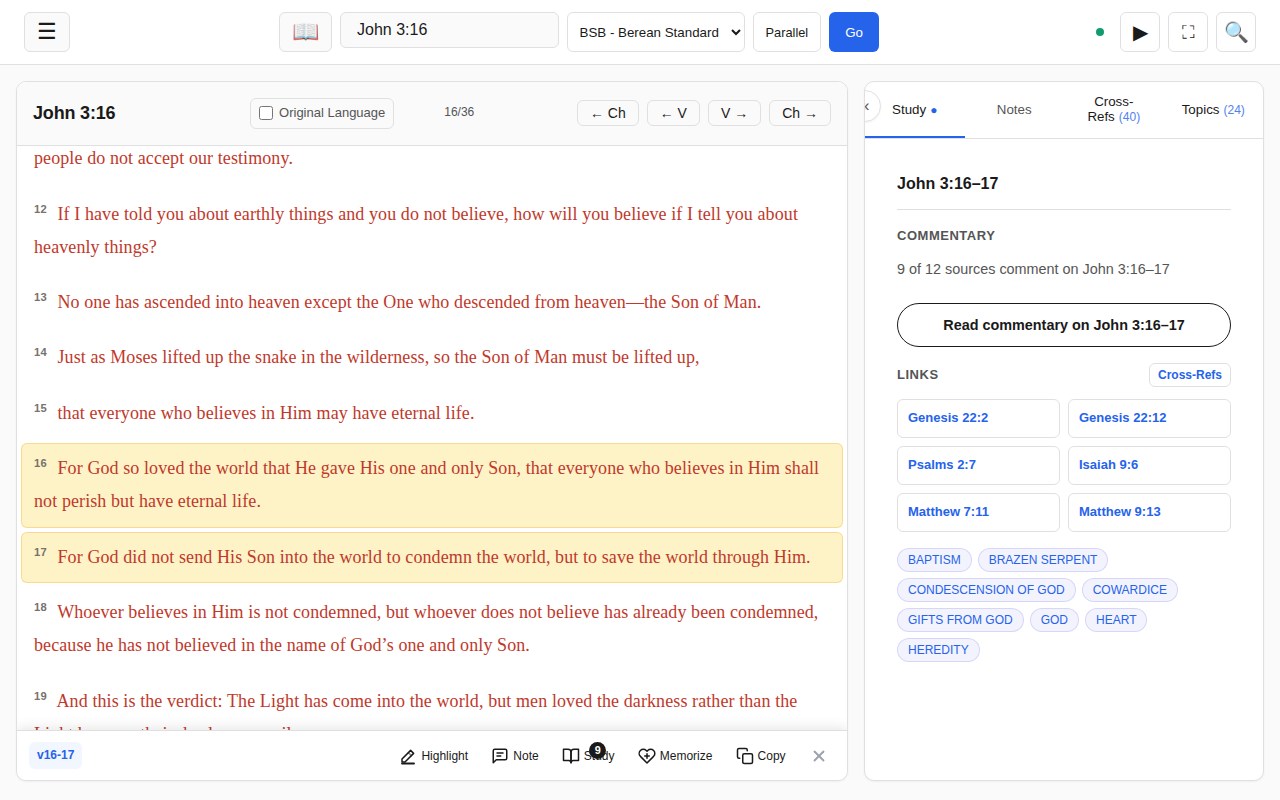 John 3:16
BSB - Berean Standard
Parallel
Go
John 3:16
Original Language
16/36
← Ch
← V
V →
Ch →
people do not accept our testimony.
12 If I have told you about earthly things and you do not believe, how will you believe if I tell you about
heavenly things?
13 No one has ascended into heaven except the One who descended from heaven—the Son of Man.
14 Just as Moses lifted up the snake in the wilderness, so the Son of Man must be lifted up,
15 that everyone who believes in Him may have eternal life.
16 For God so loved the world that He gave His one and only Son, that everyone who believes in Him shall
not perish but have eternal life.
17 For God did not send His Son into the world to condemn the world, but to save the world through Him.
18 Whoever believes in Him is not condemned, but whoever does not believe has already been condemned,
because he has not believed in the name of God’s one and only Son.
19 And this is the verdict: The Light has come into the world, but men loved the darkness rather than the
v16-17
Highlight
Note
Study
9
Memorize
Copy
Study
Notes
Cross-
Refs (40)
Topics (24)
John 3:16–17
COMMENTARY
9 of 12 sources comment on John 3:16–17
Read commentary on John 3:16–17
LINKS
Cross-Refs
Genesis 22:2
Genesis 22:12
Psalms 2:7
Isaiah 9:6
Matthew 7:11
Matthew 9:13
BAPTISM
BRAZEN SERPENT
CONDESCENSION OF GOD
COWARDICE
GIFTS FROM GOD
GOD
HEART
HEREDITY